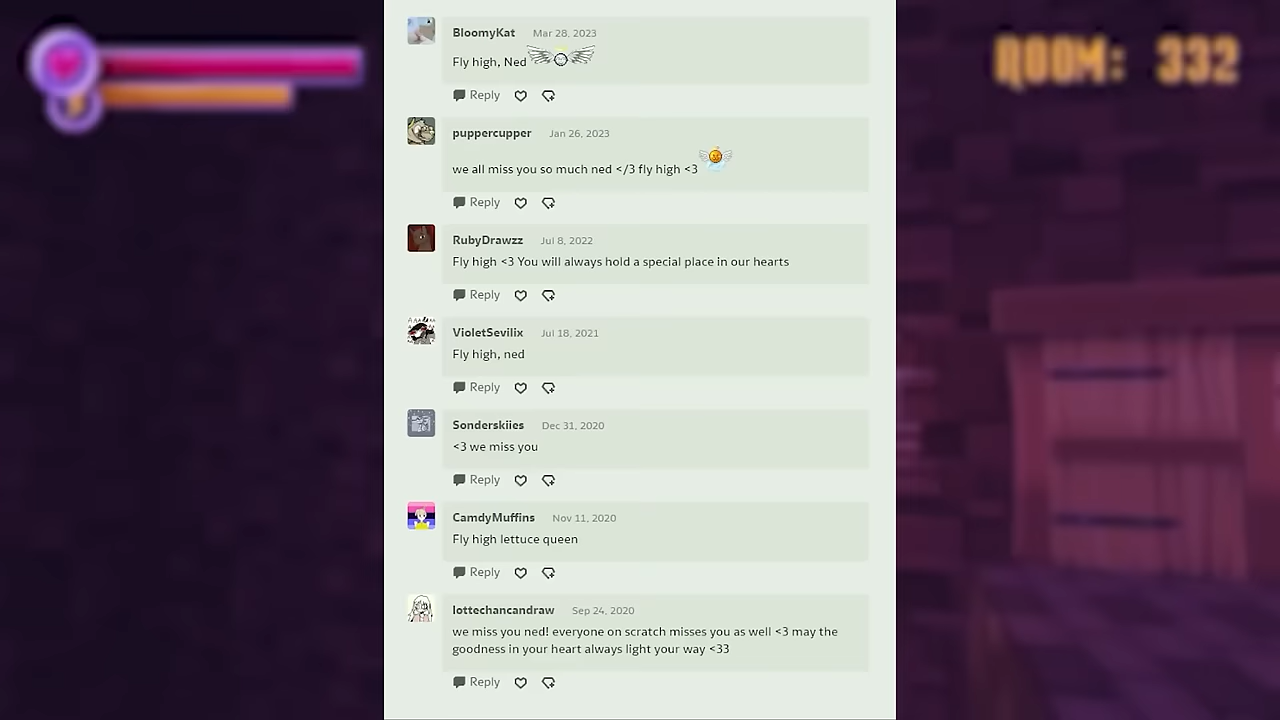 ROOM: 332
BloomyKat Mar 28, 2023
Fly high, Ned
Reply
puppercupper Jan 26, 2023
we all miss you so much ned </3 fly high <3
Reply
RubyDrawzz Jul 8, 2022
Fly high <3 You will always hold a special place in our hearts
Reply
VioletSevilix Jul 18, 2021
Fly high, ned
Reply
Sonderskiies Dec 31, 2020
<3 we miss you
Reply
CamdyMuffins Nov 11, 2020
Fly high lettuce queen
Reply
lottechancandraw Sep 24, 2020
we miss you ned! everyone on scratch misses you as well <3 may the
goodness in your heart always light your way <33
Reply